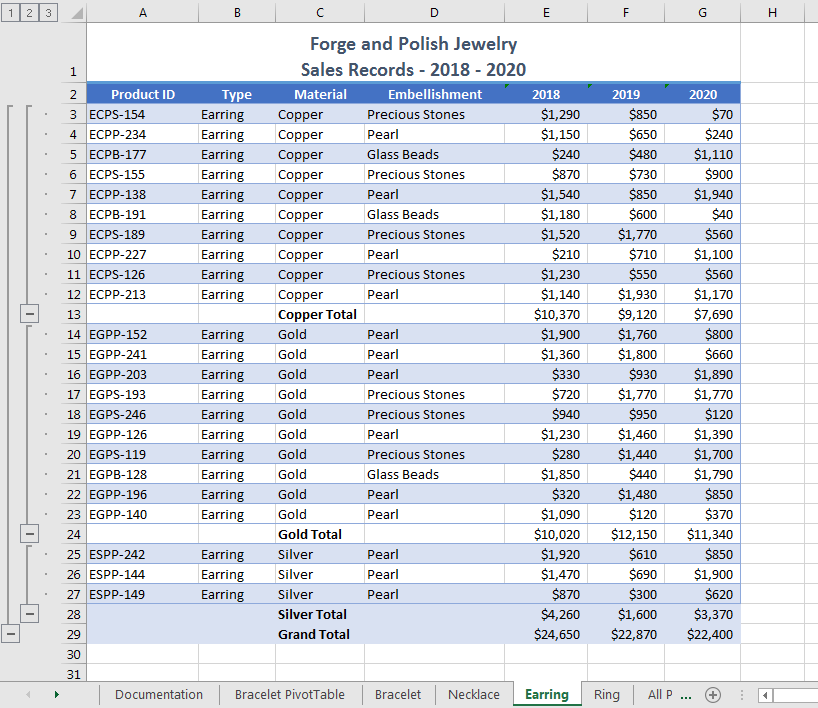 1 2 3 A B C D E F G H
Forge and Polish Jewelry
1 Sales Records - 2018 - 2020
2 Product ID Type Material Embellishment 2018 2019 2020
3 ECPS-154 Earring Copper Precious Stones $1,290 $850 $70
4 ECPP-234 Earring Copper Pearl $1,150 $650 $240
5 ECPB-177 Earring Copper Glass Beads $240 $480 $1,110
6 ECPS-155 Earring Copper Precious Stones $870 $730 $900
7 ECPP-138 Earring Copper Pearl $1,540 $850 $1,940
8 ECPB-191 Earring Copper Glass Beads $1,180 $600 $40
9 ECPS-189 Earring Copper Precious Stones $1,520 $1,770 $560
10 ECPP-227 Earring Copper Pearl $210 $710 $1,100
11 ECPS-126 Earring Copper Precious Stones $1,230 $550 $560
12 ECPP-213 Earring Copper Pearl $1,140 $1,930 $1,170
13 Copper Total $10,370 $9,120 $7,690
14 EGPP-152 Earring Gold Pearl $1,900 $1,760 $800
15 EGPP-241 Earring Gold Pearl $1,360 $1,800 $660
16 EGPP-203 Earring Gold Pearl $330 $930 $1,890
17 EGPS-193 Earring Gold Precious Stones $720 $1,770 $1,770
18 EGPS-246 Earring Gold Precious Stones $940 $950 $120
19 EGPP-126 Earring Gold Pearl $1,230 $1,460 $1,390
20 EGPS-119 Earring Gold Precious Stones $280 $1,440 $1,700
21 EGPB-128 Earring Gold Glass Beads $1,850 $440 $1,790
22 EGPP-196 Earring Gold Pearl $320 $1,480 $850
23 EGPP-140 Earring Gold Pearl $1,090 $120 $370
24 Gold Total $10,020 $12,150 $11,340
25 ESPP-242 Earring Silver Pearl $1,920 $610 $850
26 ESPP-144 Earring Silver Pearl $1,470 $690 $1,900
27 ESPP-149 Earring Silver Pearl $870 $300 $620
28 Silver Total $4,260 $1,600 $3,370
29 Grand Total $24,650 $22,870 $22,400
30
31
Documentation Bracelet PivotTable Bracelet Necklace Earring Ring All P ...